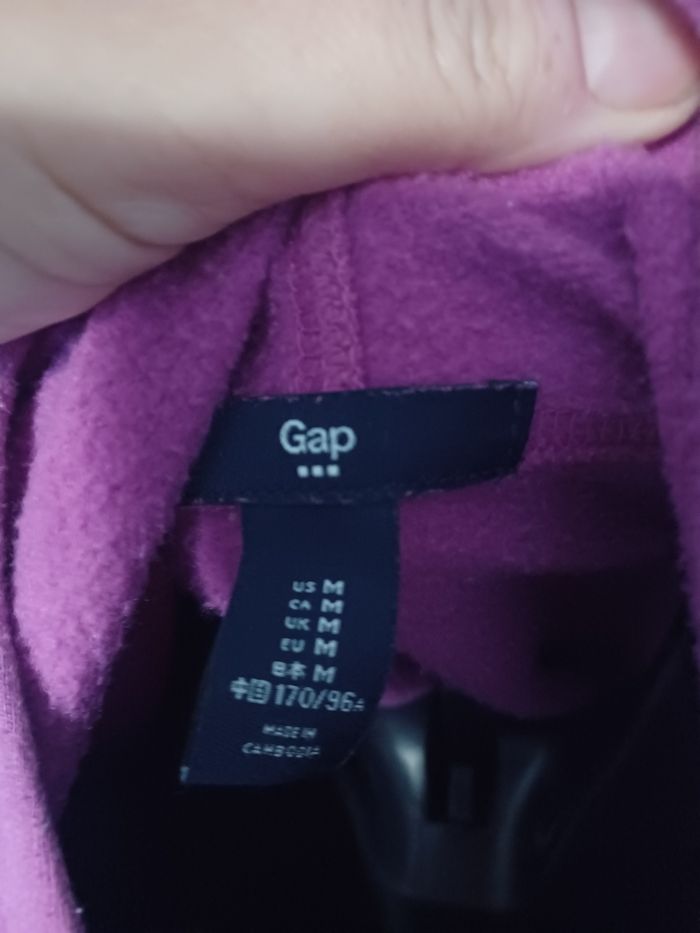 Gap
US M
CA M
UK M
EU M
日本 M
中国 170/96A
MADE IN
CAMBODIA